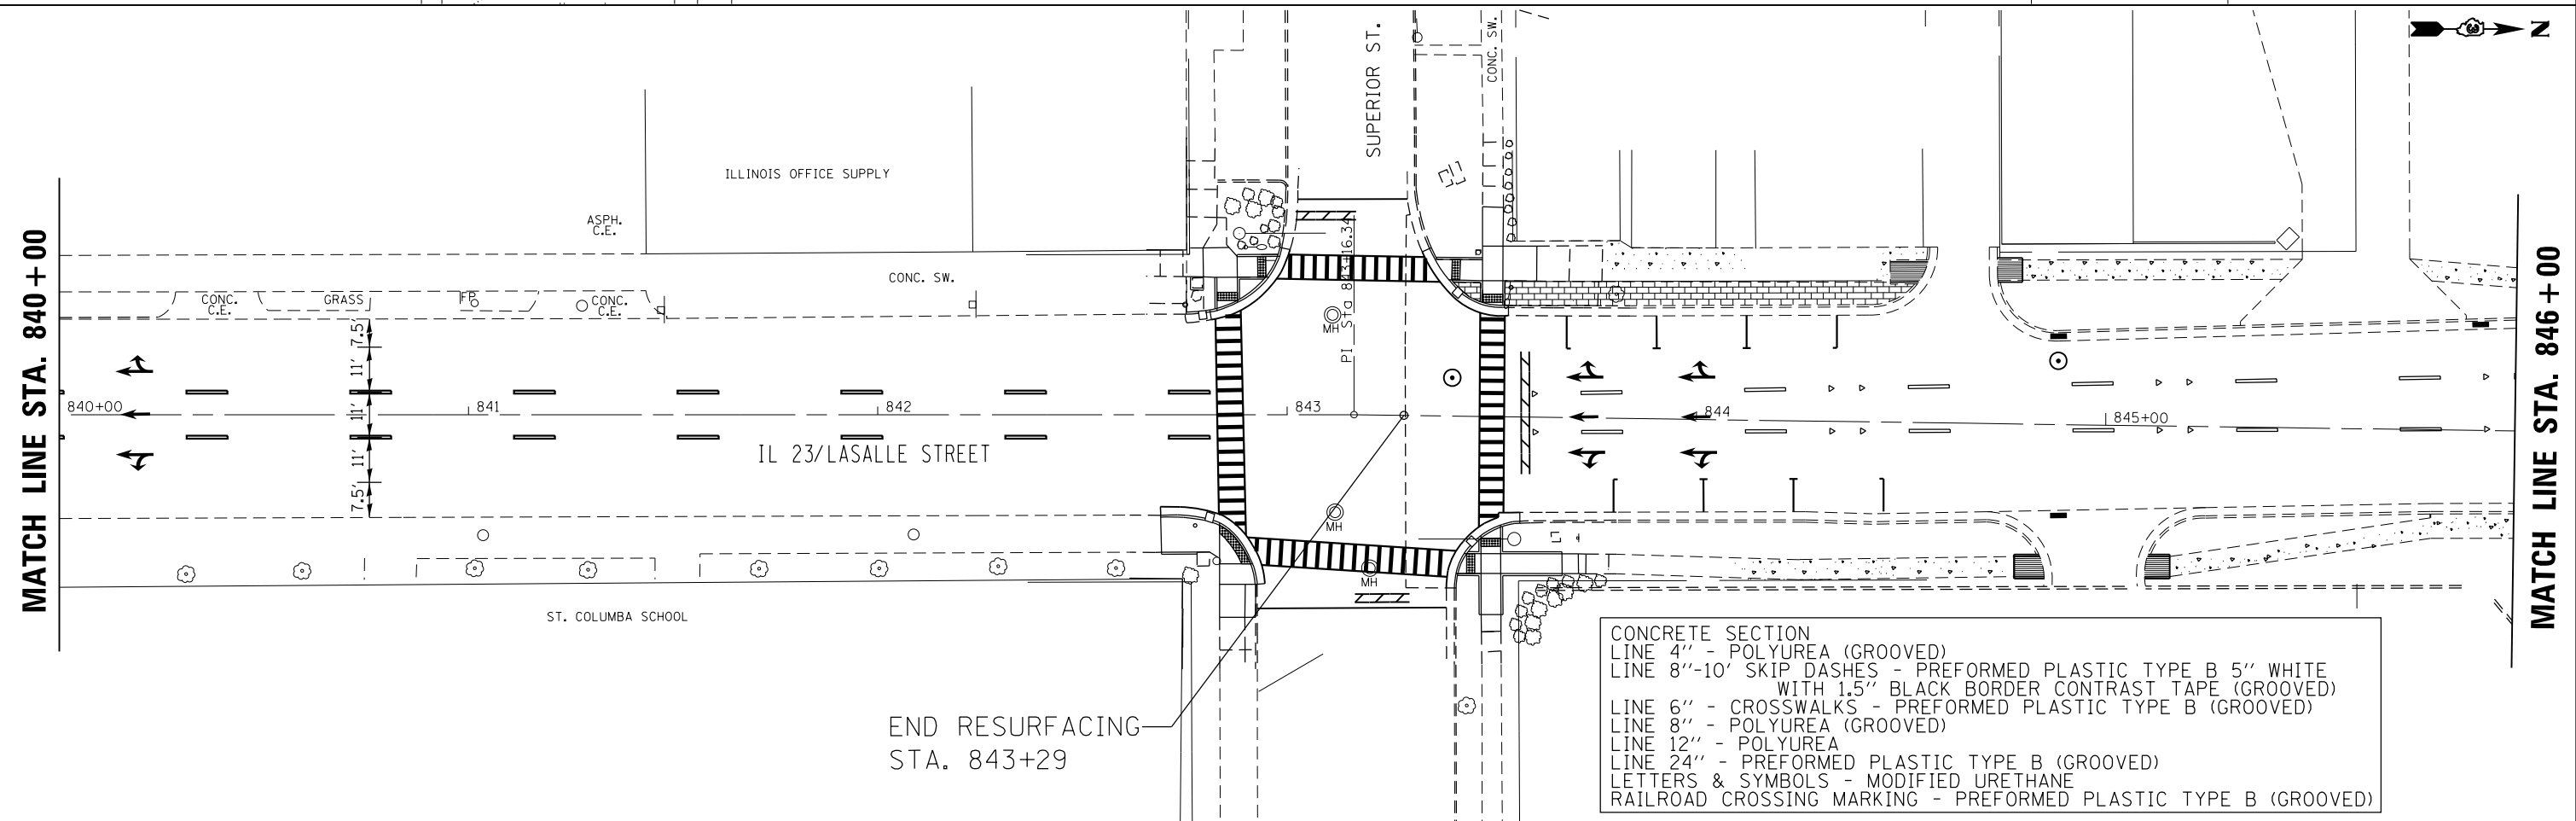 MATCH LINE STA. 840+00
ILLINOIS OFFICE SUPPLY
ASPH.
C.E.
CONC. SW.
CONC.
C.E.
GRASS
FP
CONC.
C.E.
7.5'
11'
11'
11'
7.5'
840+00
841
842
843
844
845+00
IL 23/LASALLE STREET
ST. COLUMBA SCHOOL
SUPERIOR ST.
CONC. SW.
PI Sta 843+16.34
MH
MH
MH
END RESURFACING
STA. 843+29
N
MATCH LINE STA. 846+00
CONCRETE SECTION
LINE 4" - POLYUREA (GROOVED)
LINE 8"-10' SKIP DASHES - PREFORMED PLASTIC TYPE B 5" WHITE
WITH 1.5" BLACK BORDER CONTRAST TAPE (GROOVED)
LINE 6" - CROSSWALKS - PREFORMED PLASTIC TYPE B (GROOVED)
LINE 8" - POLYUREA (GROOVED)
LINE 12" - POLYUREA
LINE 24" - PREFORMED PLASTIC TYPE B (GROOVED)
LETTERS & SYMBOLS - MODIFIED URETHANE
RAILROAD CROSSING MARKING - PREFORMED PLASTIC TYPE B (GROOVED)